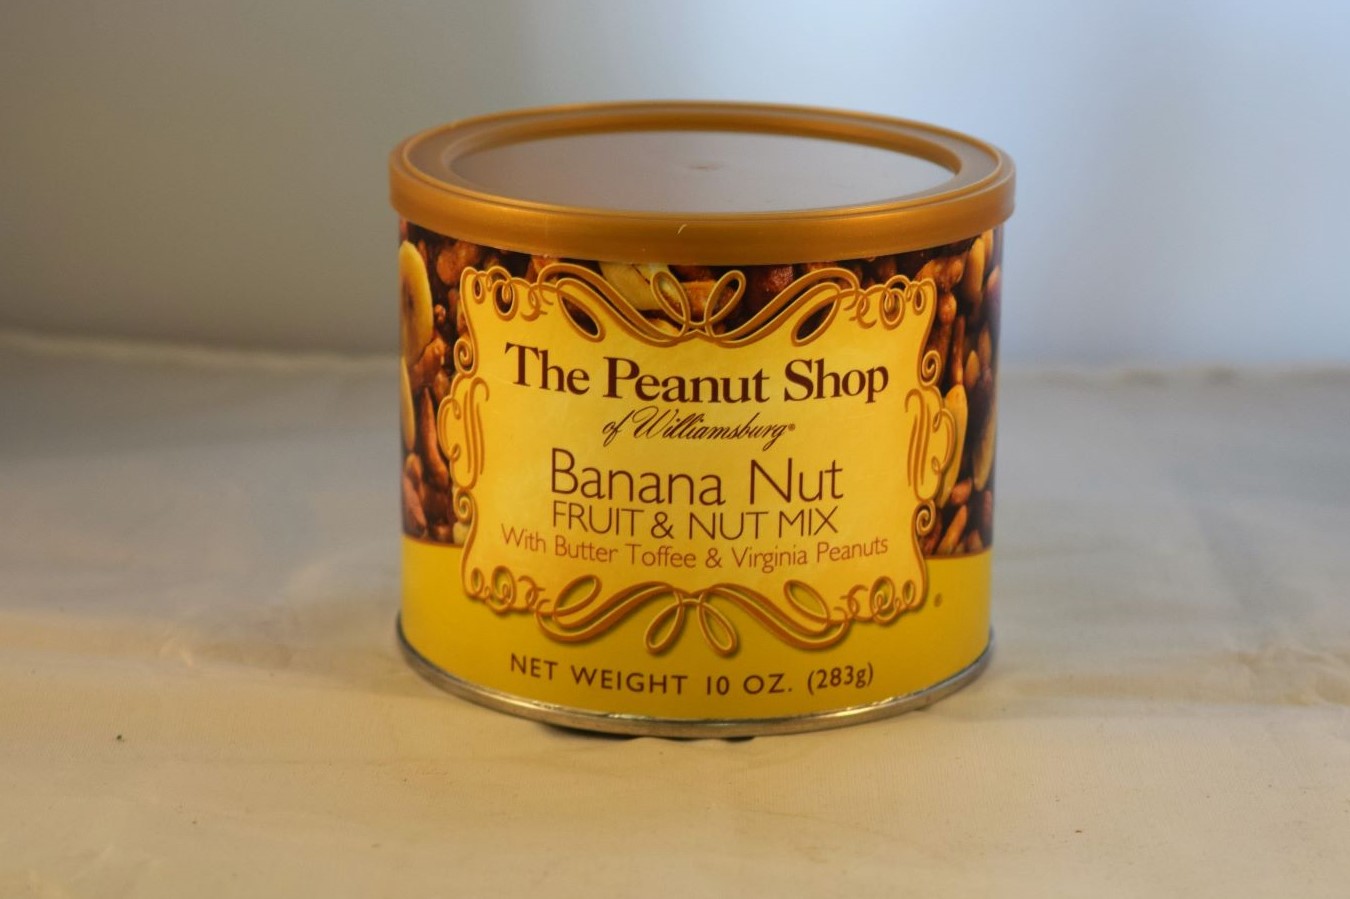 The Peanut Shop
of Williamsburg®
Banana Nut
FRUIT & NUT MIX
With Butter Toffee & Virginia Peanuts
®
NET WEIGHT 10 OZ. (283g)